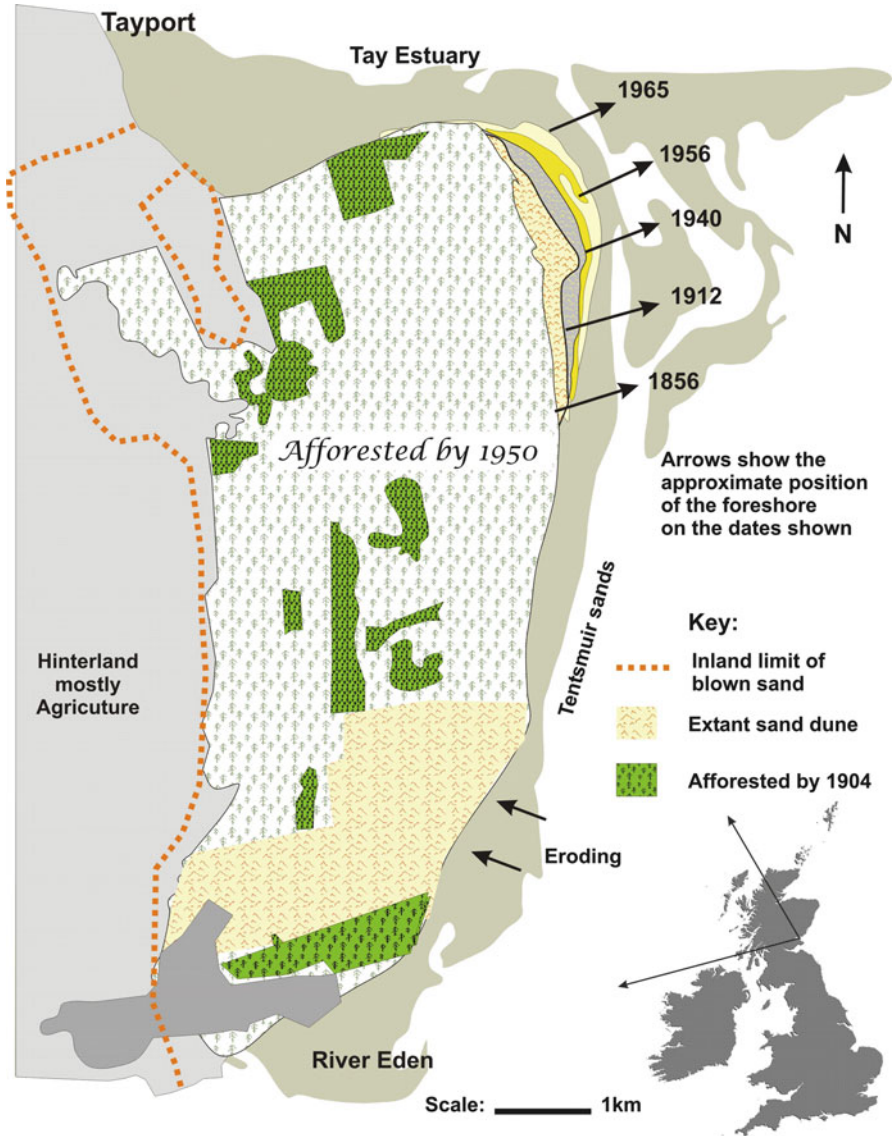 Tayport
Tay Estuary
1965
1956
N
1940
1912
1856
Afforested by 1950
Arrows show the
approximate position
of the foreshore
on the dates shown
Tentsmuir sands
Key:
Inland limit of
blown sand
Extant sand dune
Afforested by 1904
Hinterland
mostly
Agricuture
Eroding
River Eden
Scale:
1km